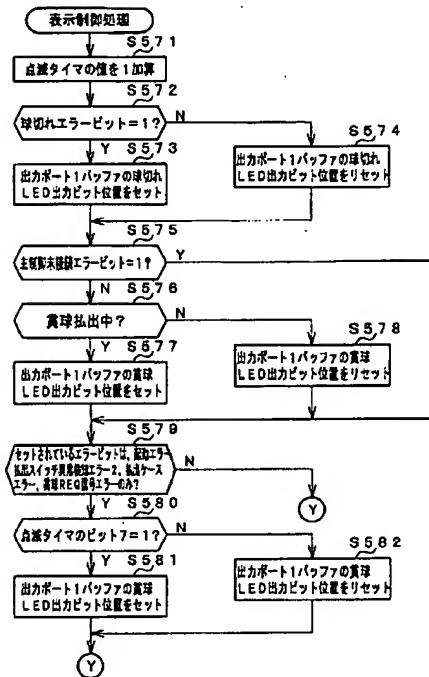 表示制御処理
S571
点滅タイマの値を1加算
S572
球切れエラービット=1?
N
Y
S573
出力ポート1バッファの球切れ
LED出力ビット位置をセット
S574
出力ポート1バッファの球切れ
LED出力ビット位置をリセット
S575
主制御未接続エラービット=1?
Y
N
S576
賞球払出中?
N
Y
S577
出力ポート1バッファの賞球
LED出力ビット位置をセット
S578
出力ポート1バッファの賞球
LED出力ビット位置をリセット
S579
セットされているエラービットは、起動エラー
払出スイッチ異常検知エラー2、払出ケース
エラー、賞球REQ信号エラーのみ?
N
Y
Y
S580
点滅タイマのビット7=1?
N
Y
S581
出力ポート1バッファの賞球
LED出力ビット位置をセット
S582
出力ポート1バッファの賞球
LED出力ビット位置をリセット
Y